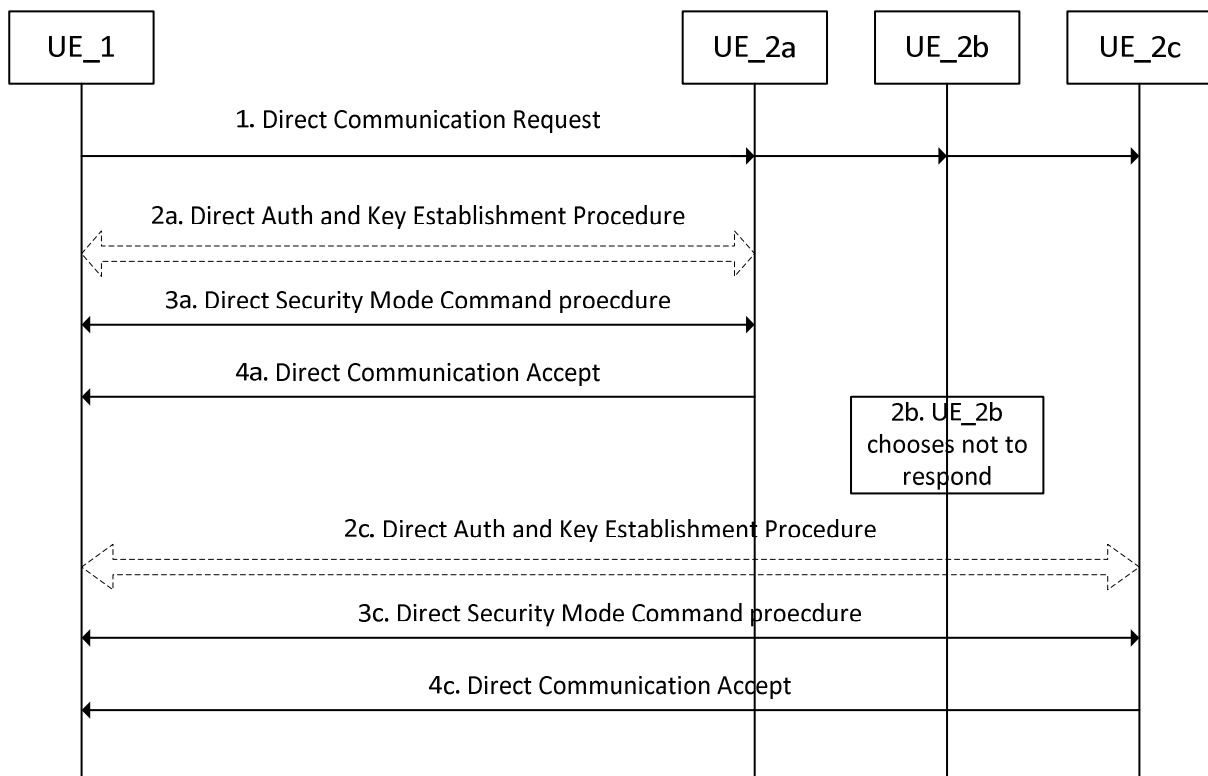 UE_1
UE_2a
UE_2b
UE_2c
1. Direct Communication Request
2a. Direct Auth and Key Establishment Procedure
3a. Direct Security Mode Command proecdure
4a. Direct Communication Accept
2b. UE_2b
chooses not to
respond
2c. Direct Auth and Key Establishment Procedure
3c. Direct Security Mode Command proecdure
4c. Direct Communication Accept